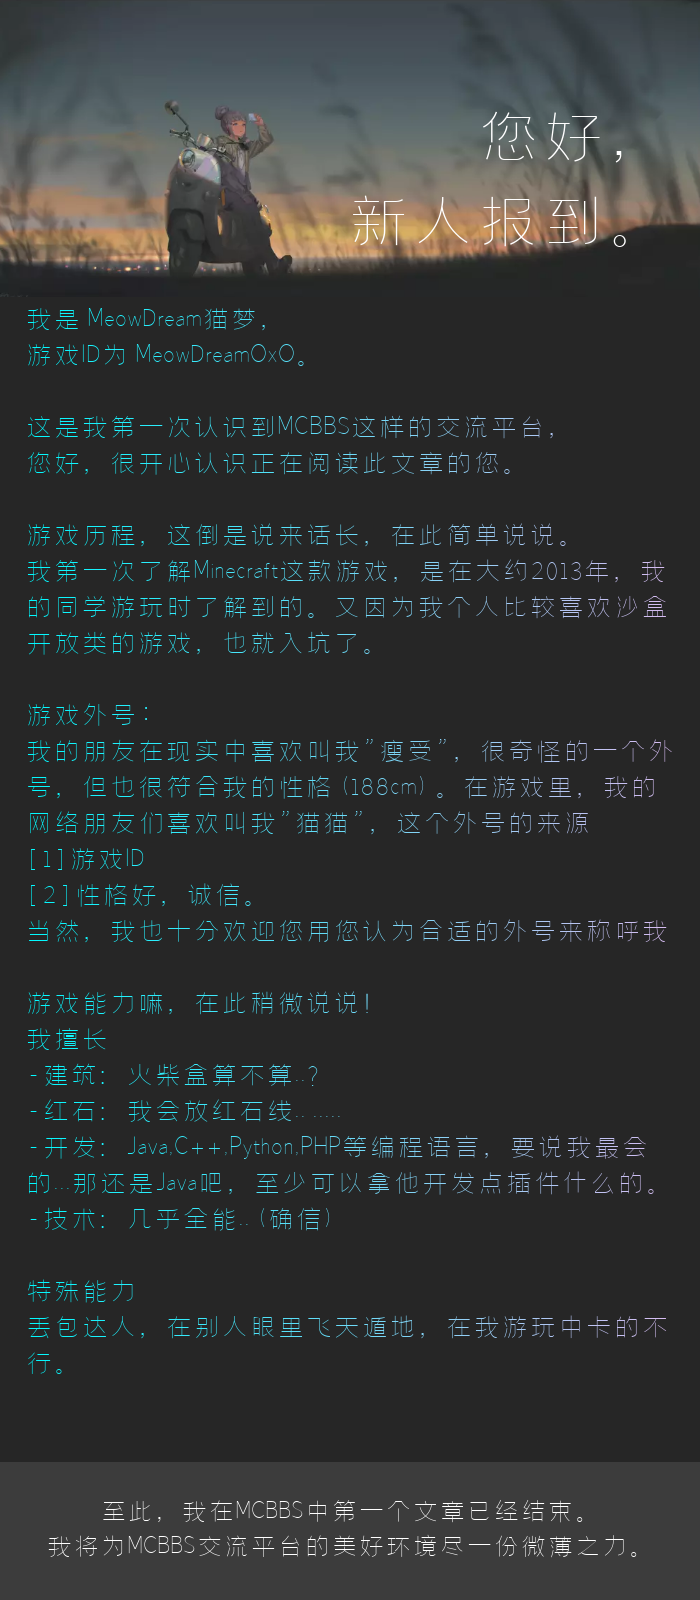 您好，
新人报到。
我是 MeowDream猫梦，
游戏ID为 MeowDreamOxO。
这是我第一次认识到MCBBS这样的交流平台，
您好，很开心认识正在阅读此文章的您。
游戏历程，这倒是说来话长，在此简单说说。
我第一次了解Minecraft这款游戏，是在大约2013年，我
的同学游玩时了解到的。又因为我个人比较喜欢沙盒
开放类的游戏，也就入坑了。
游戏外号：
我的朋友在现实中喜欢叫我”瘦受”，很奇怪的一个外
号，但也很符合我的性格 (188cm) 。在游戏里，我的
网络朋友们喜欢叫我”猫猫”，这个外号的来源
[1]游戏ID
[2]性格好，诚信。
当然，我也十分欢迎您用您认为合适的外号来称呼我
游戏能力嘛，在此稍微说说！
我擅长
-建筑： 火柴盒算不算..?
-红石： 我会放红石线.. .....
-开发： Java,C++,Python,PHP等编程语言，要说我最会
的...那还是Java吧，至少可以拿他开发点插件什么的。
-技术： 几乎全能..（确信）
特殊能力
丢包达人，在别人眼里飞天遁地，在我游玩中卡的不
行。
至此，我在MCBBS中第一个文章已经结束。
我将为MCBBS交流平台的美好环境尽一份微薄之力。